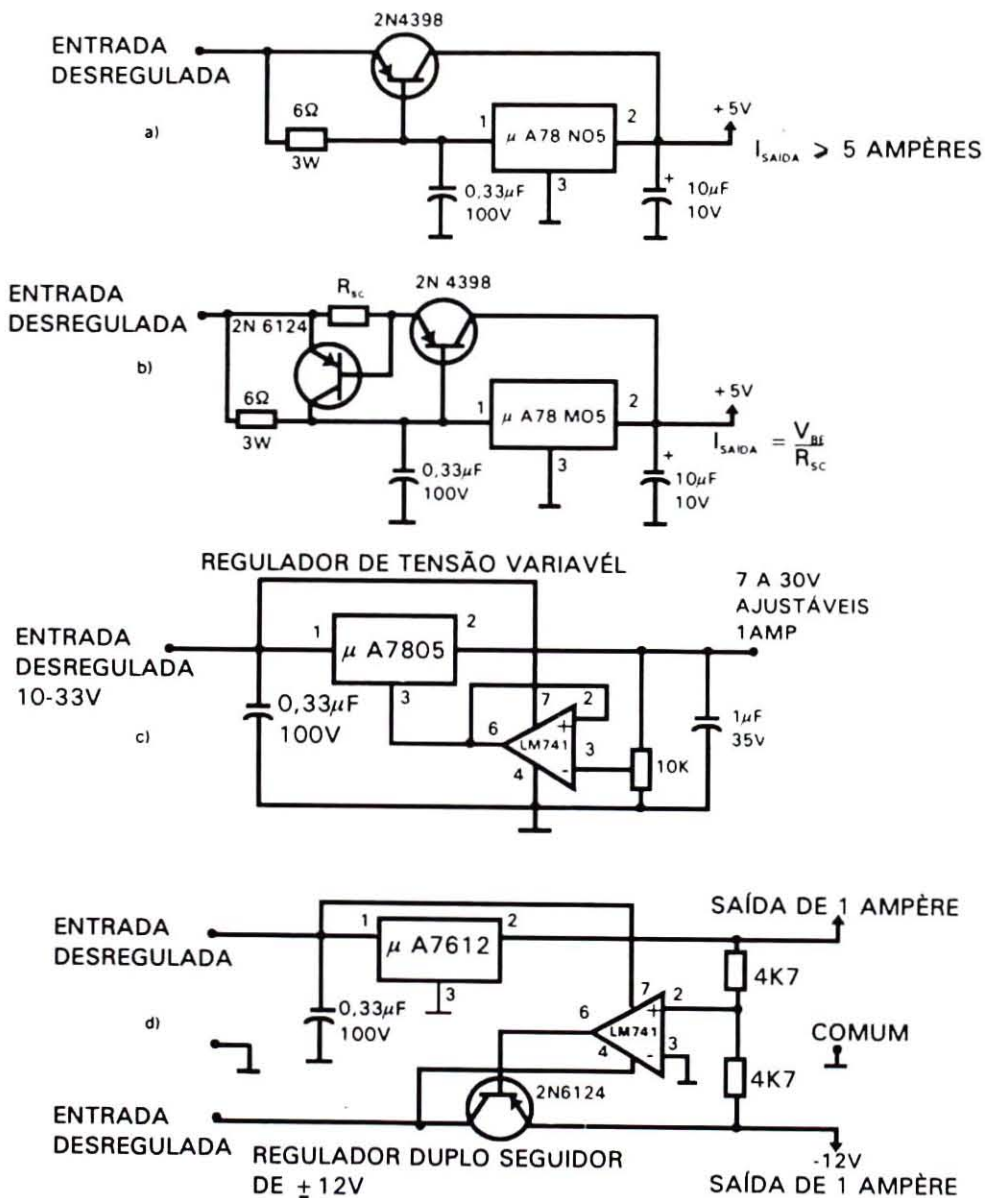 2N4398
ENTRADA
DESREGULADA
a)
6Ω
3W
1
μ A78 NO5
2
3
0,33μF
100V
+5V
I SAIDA ⩾ 5 AMPÈRES
+
10μF
10V
ENTRADA
DESREGULADA
b)
Rsc
2N 4398
2N 6124
6Ω
3W
1
μ A78 MO5
2
3
0,33μF
100V
+5V
I SAIDA = VBE
Rsc
+
10μF
10V
REGULADOR DE TENSÃO VARIAVÉL
7 A 30V
AJUSTÁVEIS
1AMP
ENTRADA
DESREGULADA
10-33V
c)
1
μ A7805
2
3
0,33μF
100V
7
2
+
6
LM741
3
-
4
10K
1μF
35V
ENTRADA
DESREGULADA
d)
1
μ A7612
2
3
0,33μF
100V
SAÍDA DE 1 AMPÈRE
4K7
7
2
+
6
LM741
3
-
4
COMUM
4K7
2N6124
ENTRADA
DESREGULADA
REGULADOR DUPLO SEGUIDOR
DE ±12V
-12V
SAÍDA DE 1 AMPÈRE